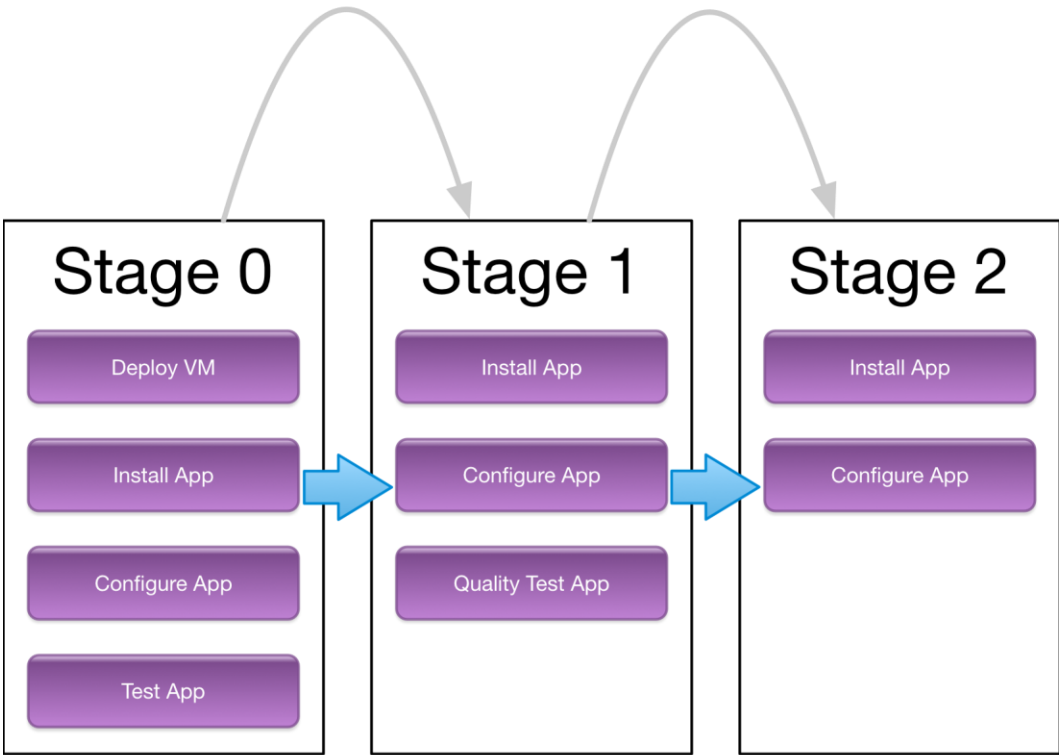 Stage 0
Deploy VM
Install App
Configure App
Test App
Stage 1
Install App
Configure App
Quality Test App
Stage 2
Install App
Configure App